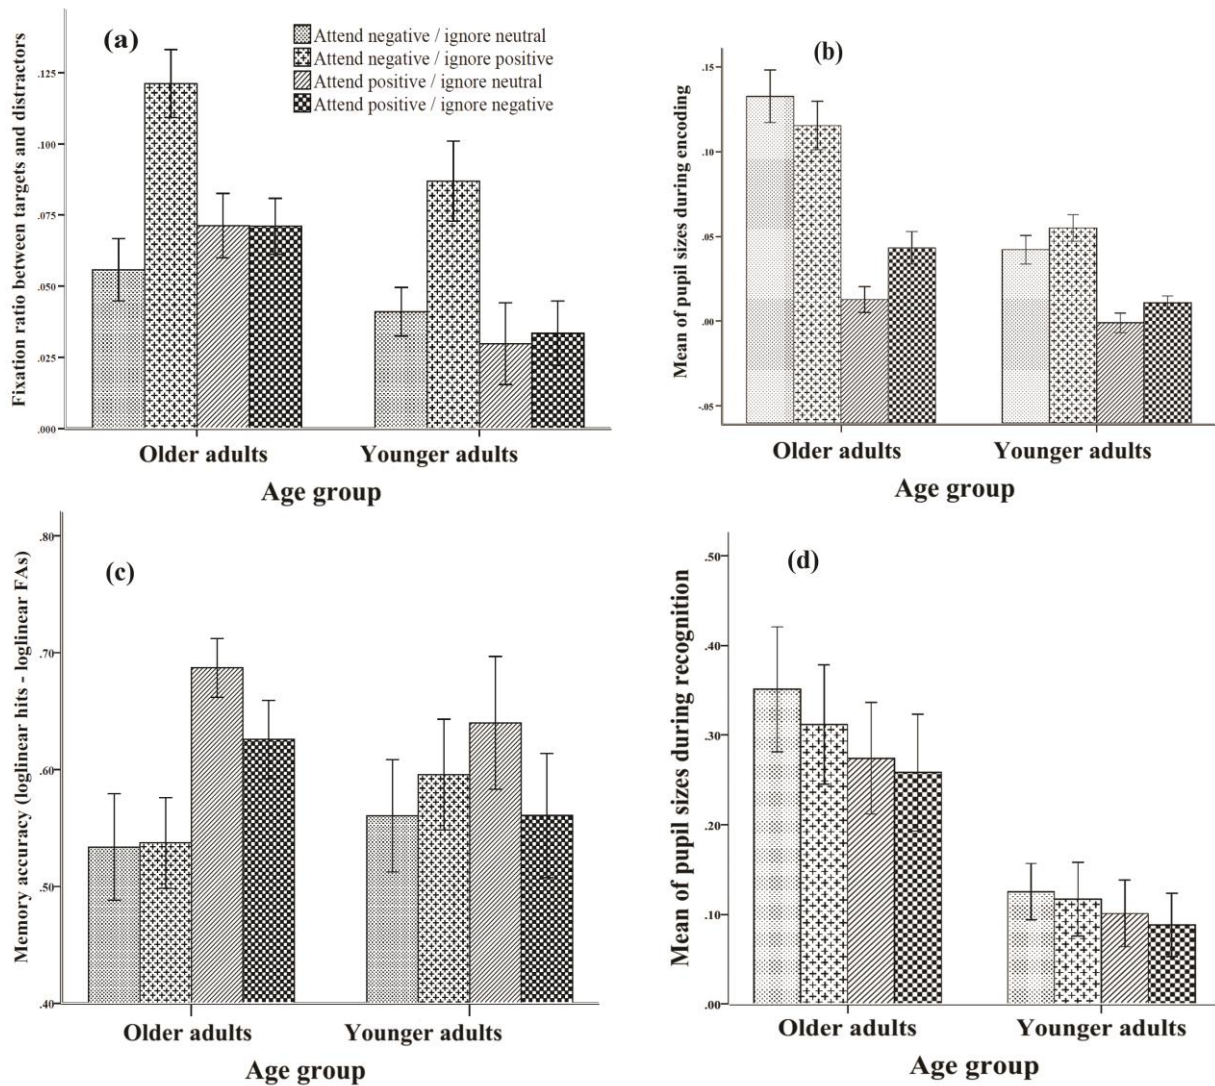 (a)
Attend negative / ignore neutral
Attend negative / ignore positive
Attend positive / ignore neutral
Attend positive / ignore negative
Fixation ratio between targets and distractors
.125
.100
.075
.050
.025
.000
Older adults
Younger adults
Age group
(b)
Mean of pupil sizes during encoding
.15
.10
.05
.00
-.05
Older adults
Younger adults
Age group
(c)
Memory accuracy (loglinear hits - loglinear FAs)
.80
.70
.60
.50
.40
Older adults
Younger adults
Age group
(d)
Mean of pupil sizes during recognition
.50
.40
.30
.20
.10
.00
Older adults
Younger adults
Age group